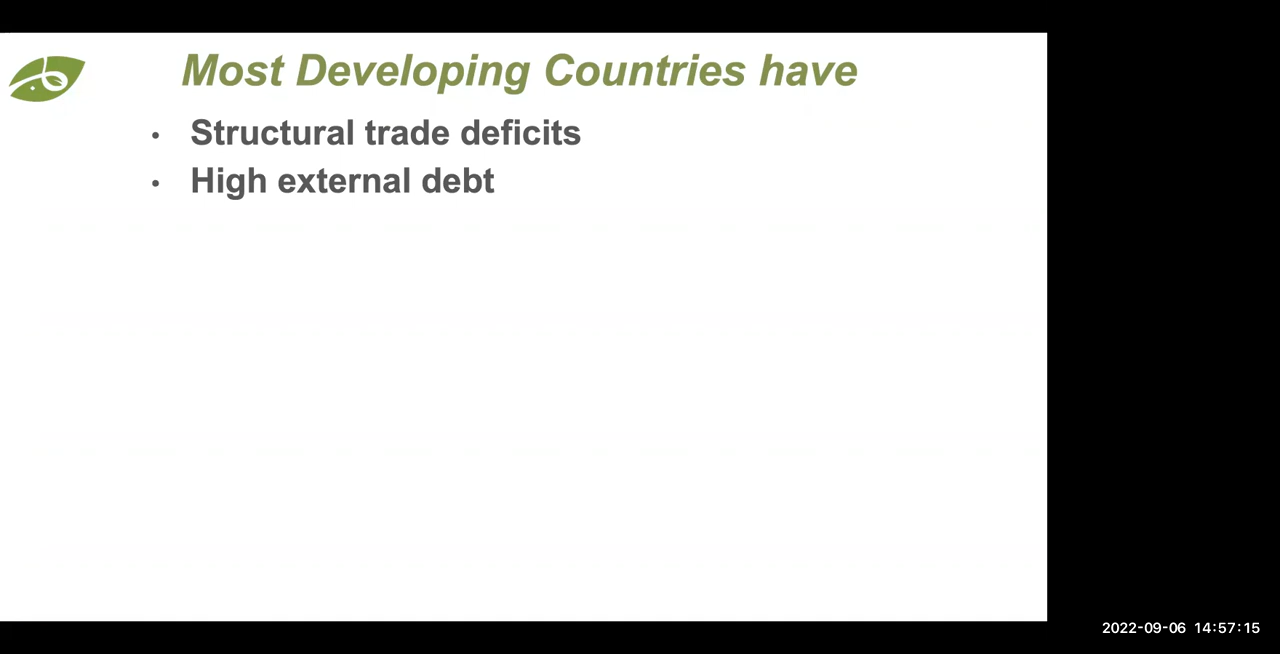 Most Developing Countries have
• Structural trade deficits
• High external debt
2022-09-06 14:57:15